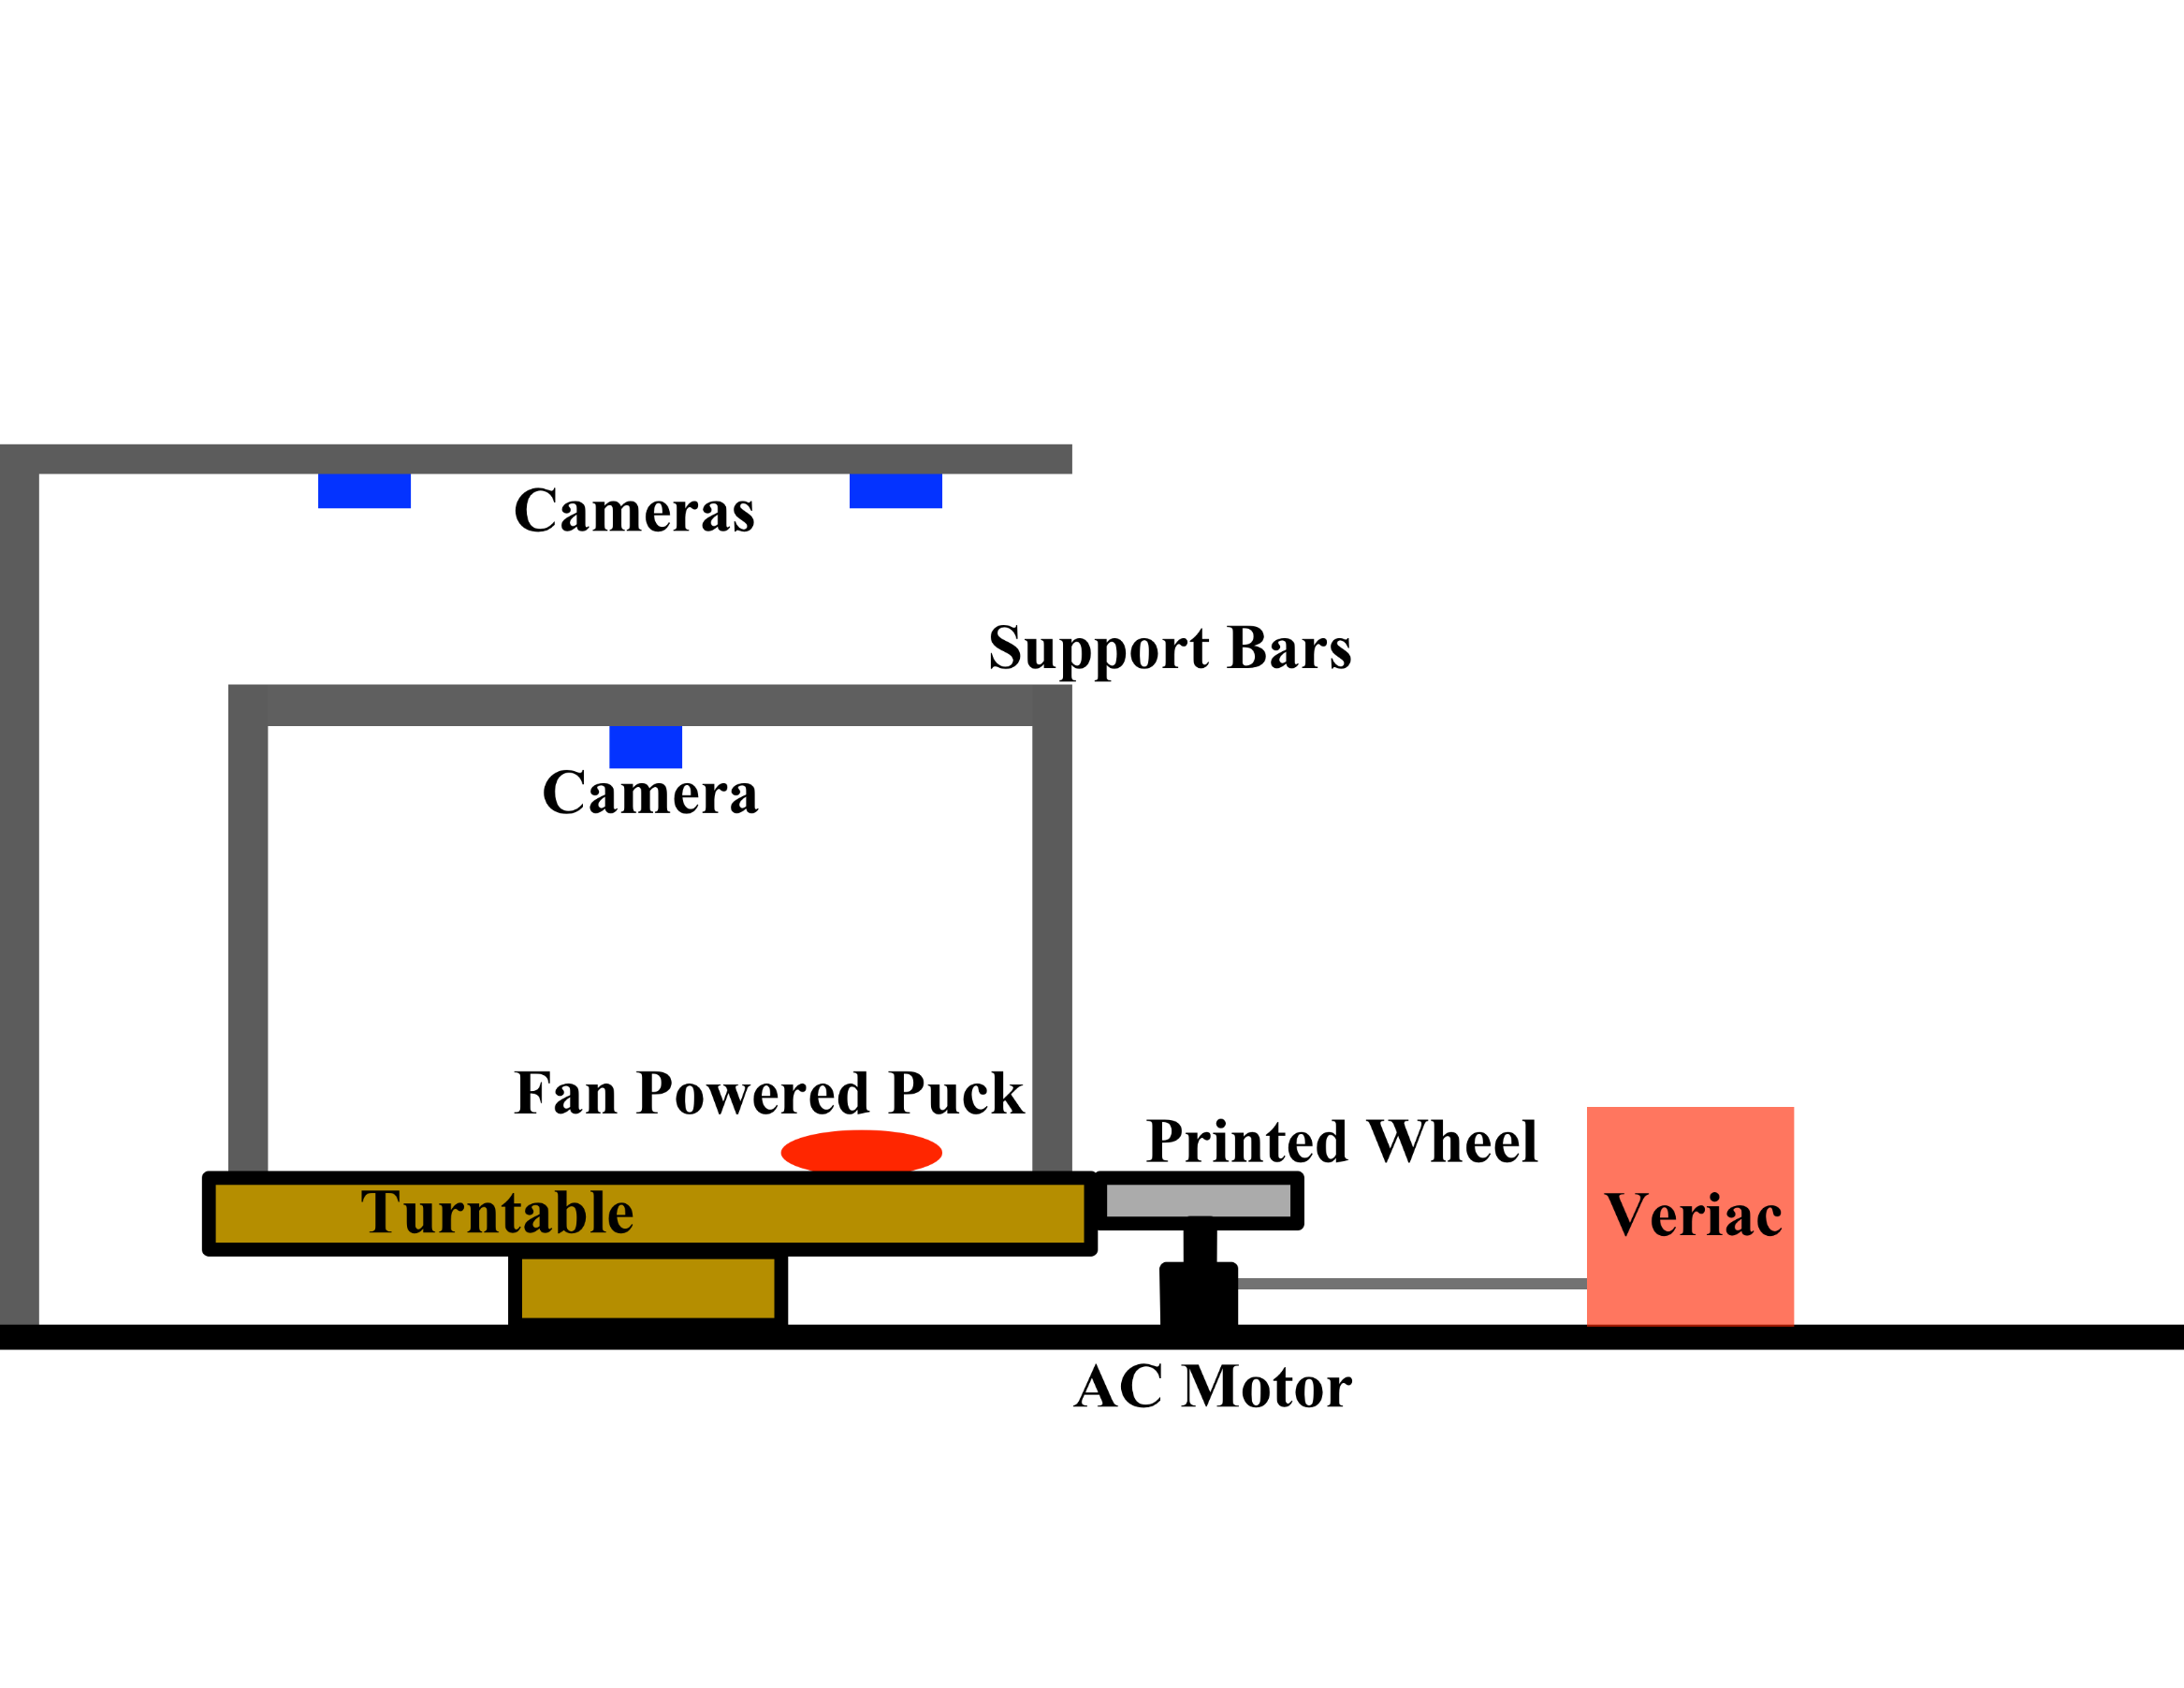 Cameras
Support Bars
Camera
Fan Powered Puck
Printed Wheel
Turntable
Veriac
AC Motor